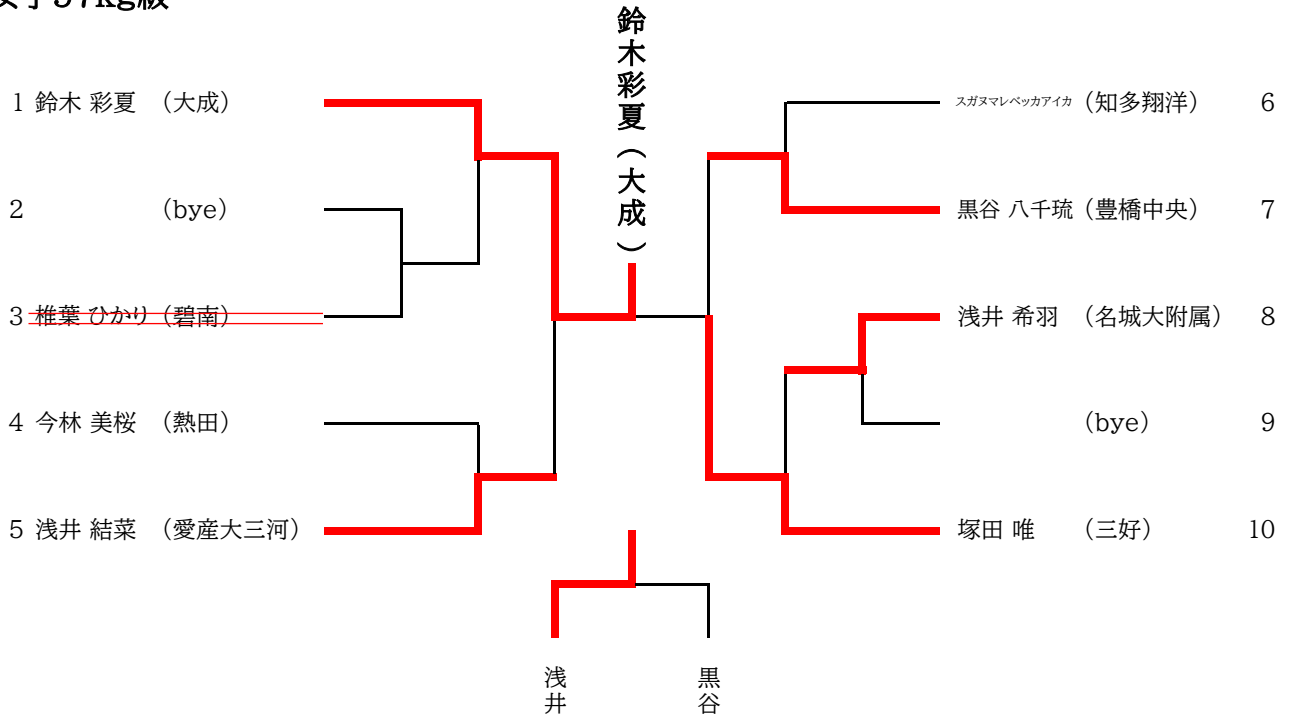 女子57kg級
鈴木彩夏(大成)
1 鈴木 彩夏 (大成)
2 (bye)
3 椎葉 ひかり (碧南)
4 今林 美桜 (熱田)
5 浅井 結菜 (愛産大三河)
スガヌマレベッカアイカ (知多翔洋) 6
黒谷 八千琉 (豊橋中央) 7
浅井 希羽 (名城大附属) 8
(bye) 9
塚田 唯 (三好) 10
浅井
黒谷